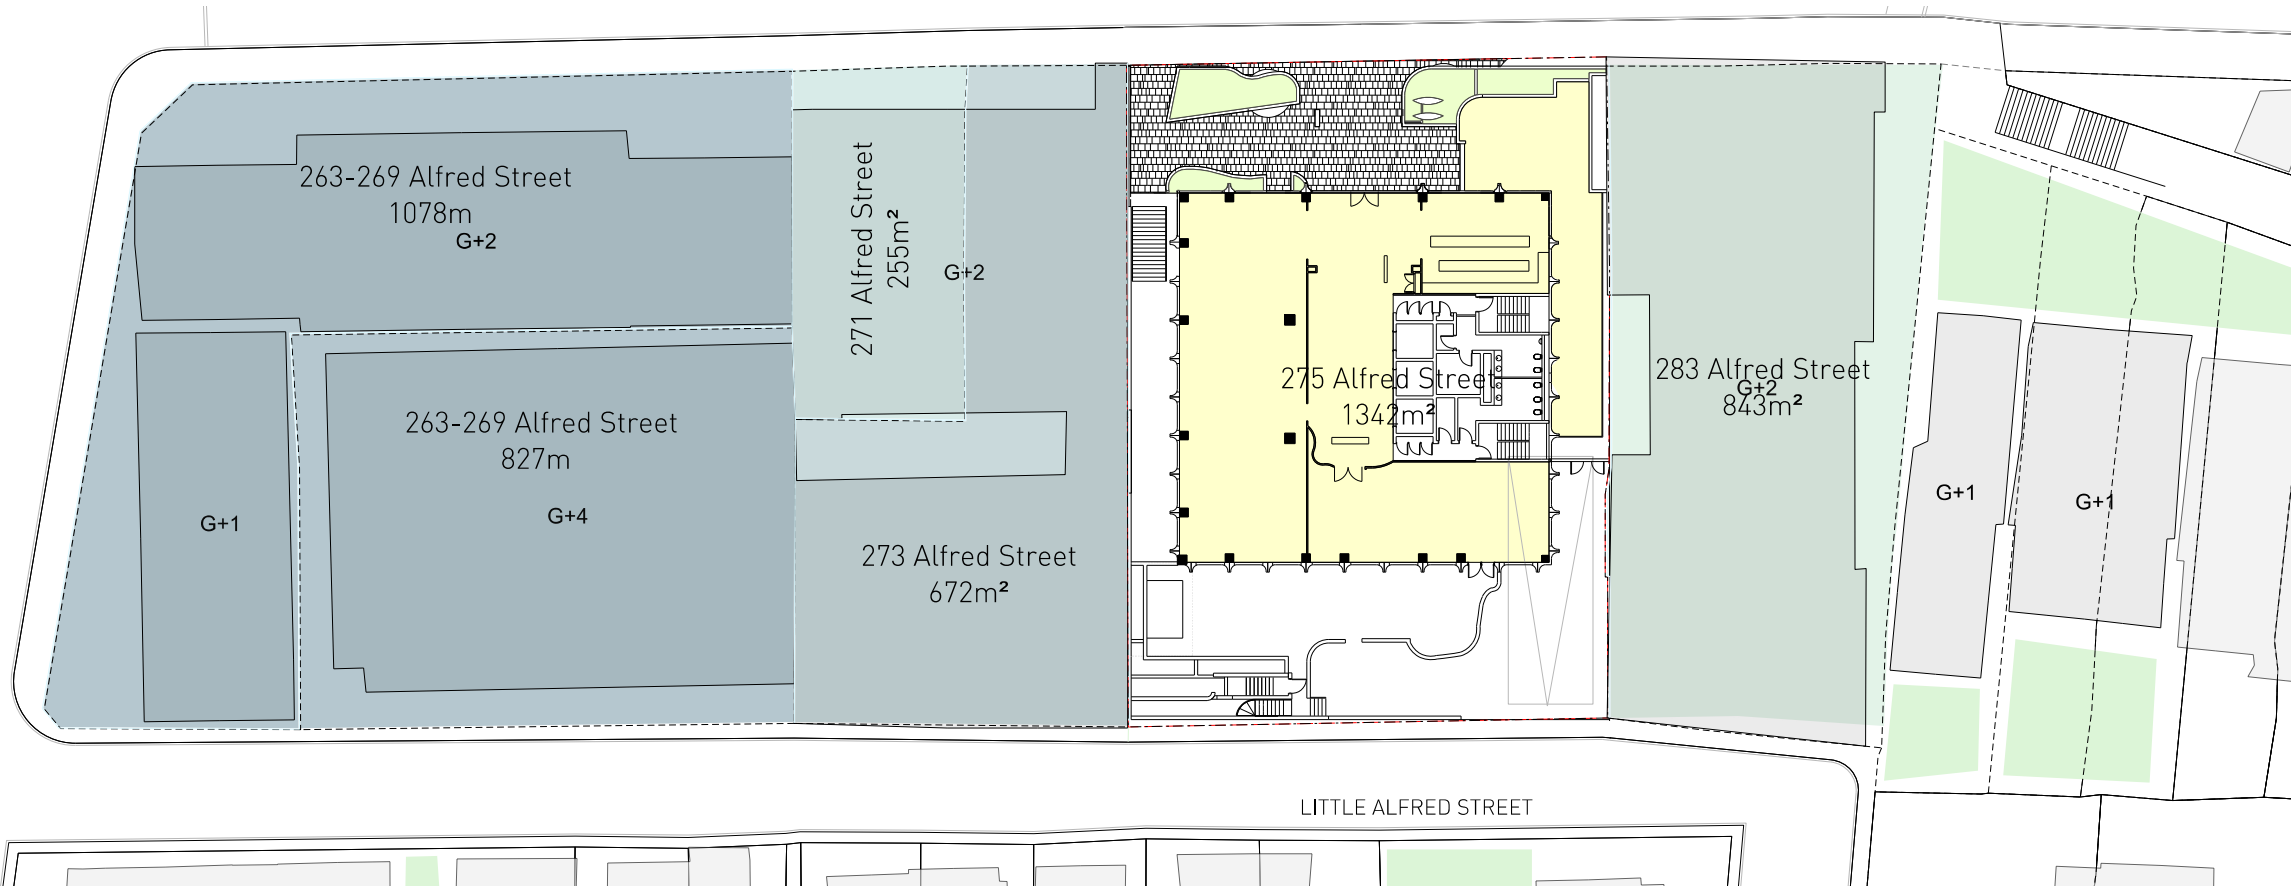 263-269 Alfred Street
1078m
G+2
271 Alfred Street
255m²
G+2
263-269 Alfred Street
827m
G+4
G+1
273 Alfred Street
672m²
275 Alfred Street
1342m²
283 Alfred Street
G+2
843m²
G+1
G+1
LITTLE ALFRED STREET